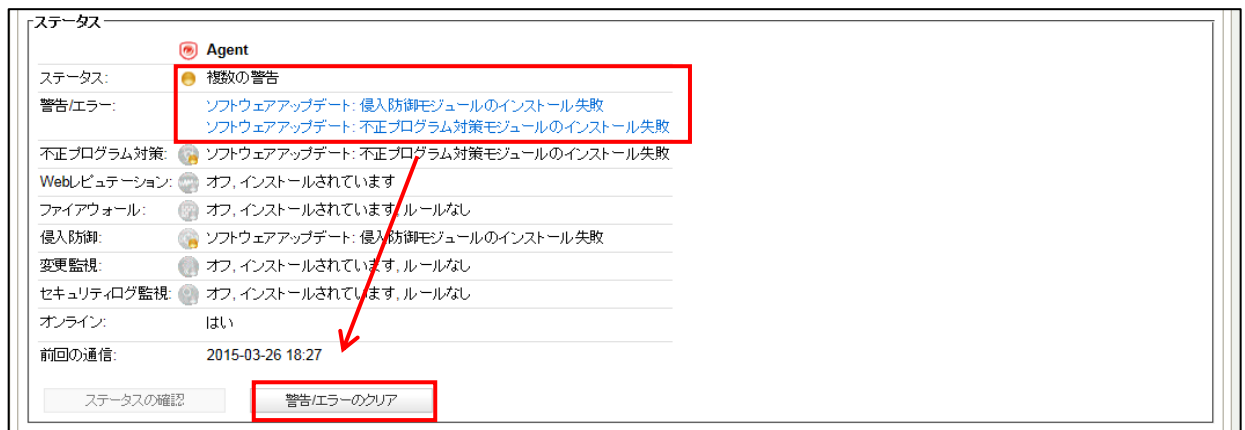 ステータス
Agent
ステータス: 複数の警告
警告/エラー: ソフトウェアアップデート: 侵入防御モジュールのインストール失敗
ソフトウェアアップデート: 不正プログラム対策モジュールのインストール失敗
不正プログラム対策: ソフトウェアアップデート: 不正プログラム対策モジュールのインストール失敗
Webレピュテーション: オフ, インストールされています
ファイアウォール: オフ, インストールされています, ルールなし
侵入防御: ソフトウェアアップデート: 侵入防御モジュールのインストール失敗
変更監視: オフ, インストールされています, ルールなし
セキュリティログ監視: オフ, インストールされています, ルールなし
オンライン: はい
前回の通信: 2015-03-26 18:27
ステータスの確認 警告/エラーのクリア